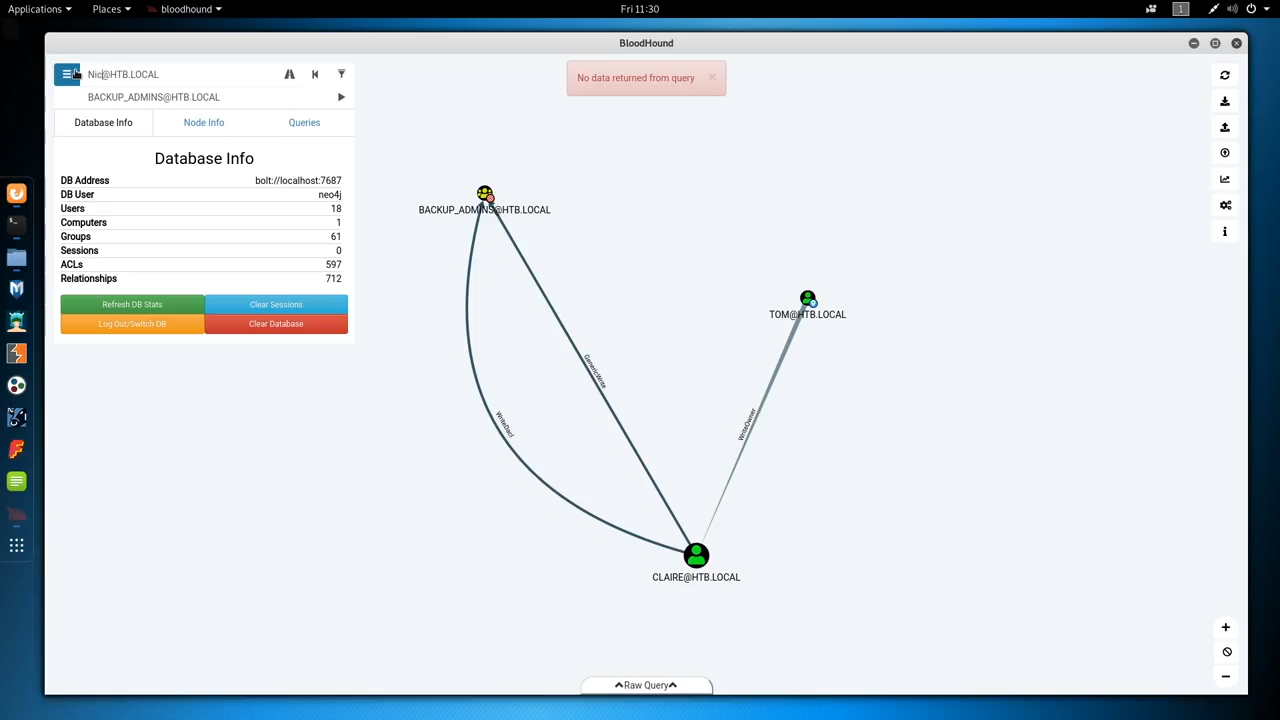 Applications Places bloodhound Fri 11:30 1
BloodHound
Nic@HTB.LOCAL
BACKUP_ADMINS@HTB.LOCAL
No data returned from query ×
Database Info Node Info Queries
Database Info
DB Address bolt://localhost:7687
DB User neo4j
Users 18
Computers 1
Groups 61
Sessions 0
ACLs 597
Relationships 712
Refresh DB Stats Clear Sessions
Log Out/Switch DB Clear Database
BACKUP_ADMINS@HTB.LOCAL
TOM@HTB.LOCAL
GenericWrite
WriteDacl
WriteOwner
CLAIRE@HTB.LOCAL
Raw Query